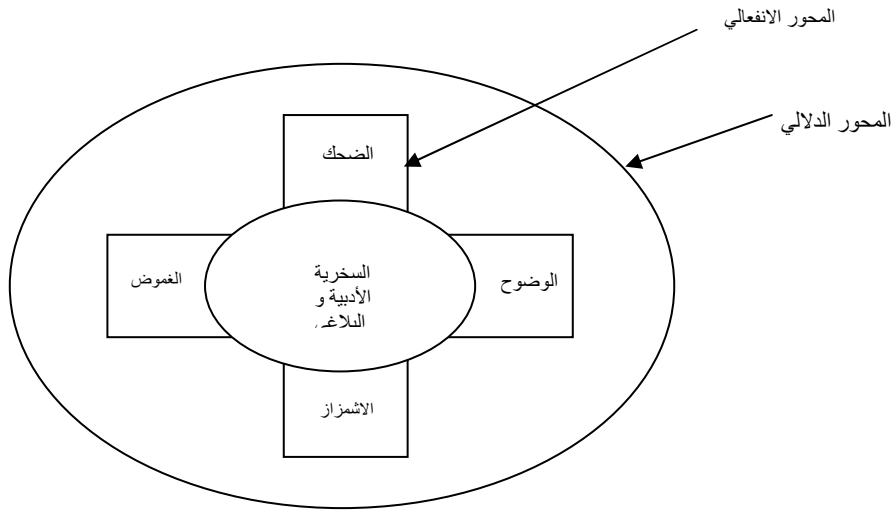 المحور الانفعالي
المحور الدلالي
الضحك
الوضوح
السخرية
الأدبية و
الغموض
الاشمزاز